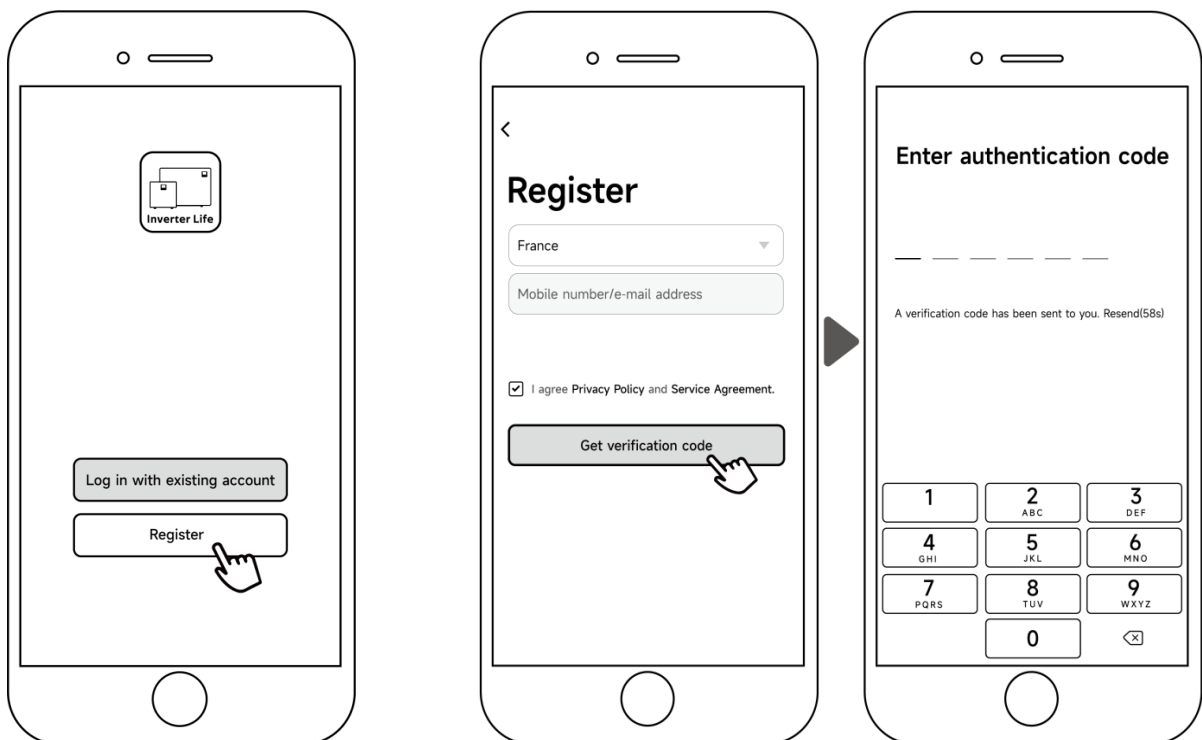 Inverter Life
Log in with existing account
Register
Register
France
Mobile number/e-mail address
I agree Privacy Policy and Service Agreement.
Get verification code
Enter authentication code
A verification code has been sent to you. Resend(58s)
1 2 3
ABC DEF
4 5 6
GHI JKL MNO
7 8 9
PQRS TUV WXYZ
0